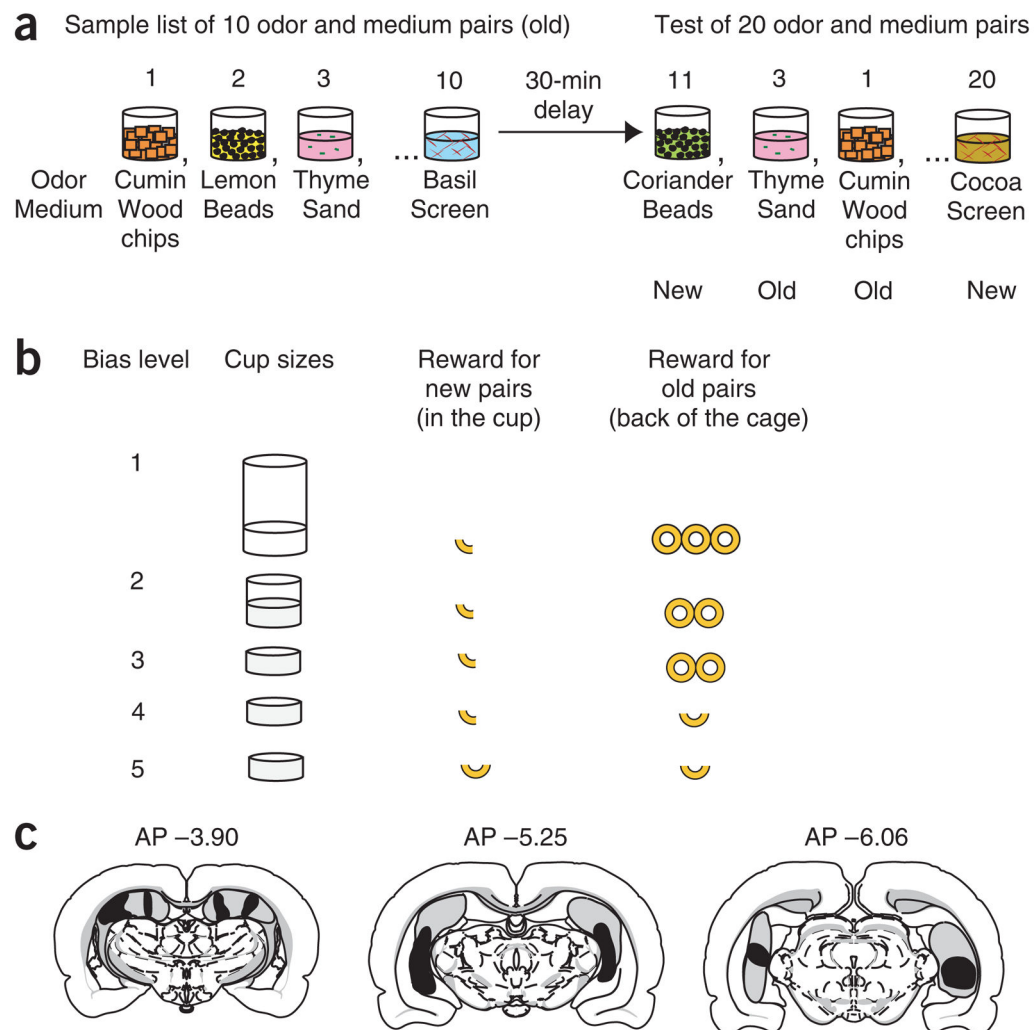 a Sample list of 10 odor and medium pairs (old) Test of 20 odor and medium pairs
1 2 3 10 30-min delay 11 3 1 20
, , , ... , , , ...
Odor Cumin Lemon Thyme Basil Coriander Thyme Cumin Cocoa
Medium Wood Beads Sand Screen Beads Sand Wood Screen
chips chips
New Old Old New
b Bias level Cup sizes Reward for Reward for
new pairs old pairs
(in the cup) (back of the cage)
1
2
3
4
5
c AP –3.90 AP –5.25 AP –6.06